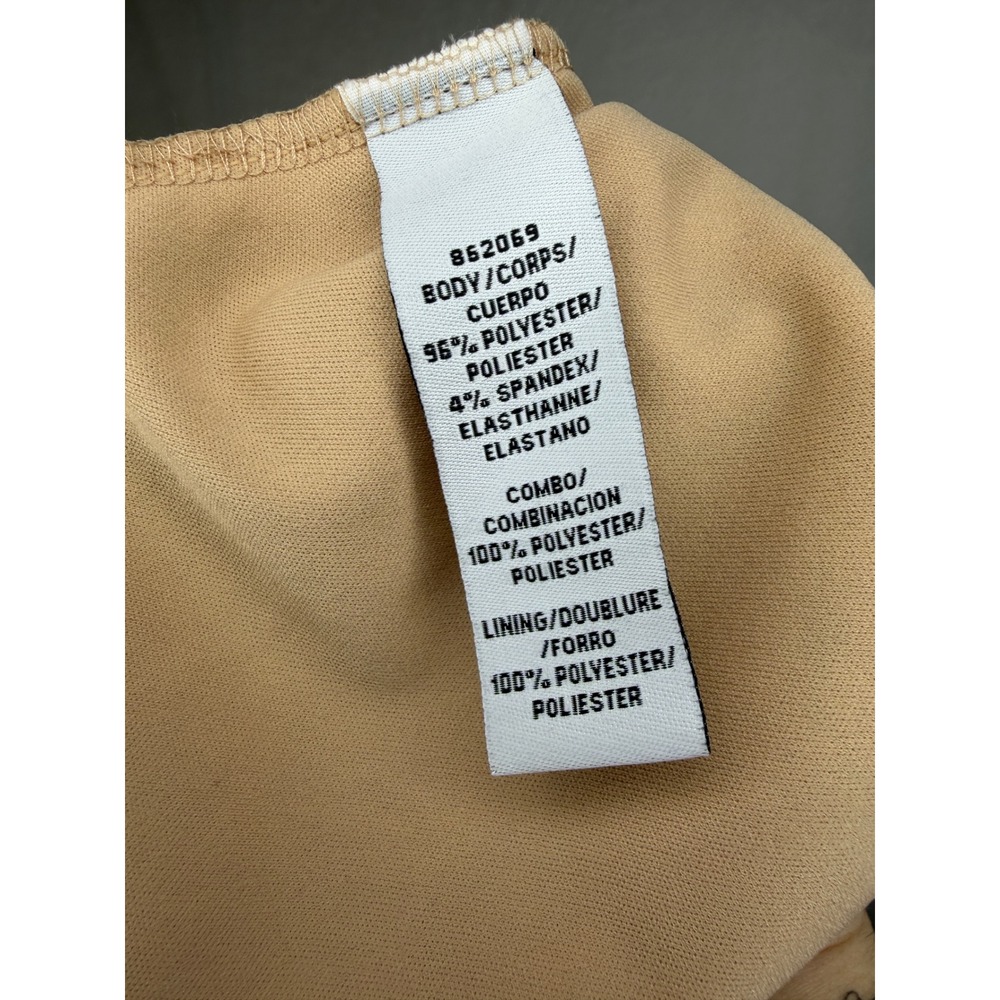 862069
BODY/CORPS/
CUERPO
96% POLYESTER/
POLIESTER
4% SPANDEX/
ELASTHANNE/
ELASTANO
COMBO/
COMBINACION
100% POLYESTER/
POLIESTER
LINING/DOUBLURE
/FORRO
100% POLYESTER/
POLIESTER